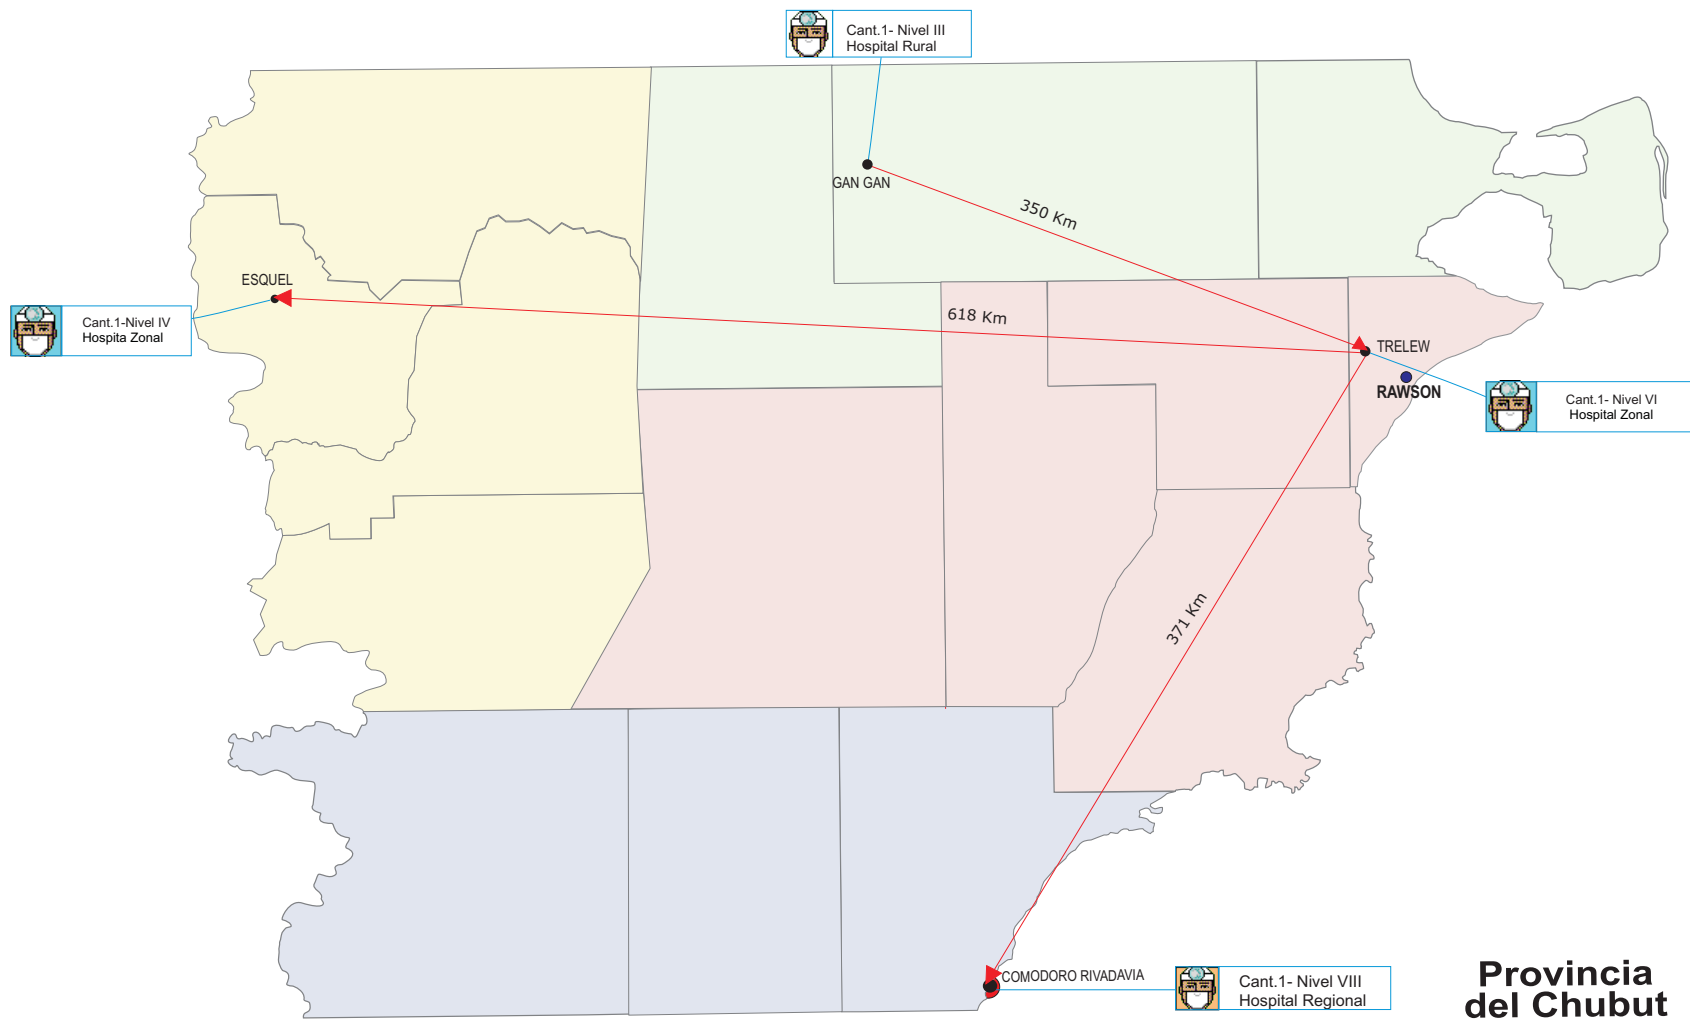 Cant.1- Nivel III
Hospital Rural
GAN GAN
350 Km
ESQUEL
Cant.1-Nivel IV
Hospita Zonal
618 Km
TRELEW
RAWSON
Cant.1- Nivel VI
Hospital Zonal
371 Km
COMODORO RIVADAVIA
Cant.1- Nivel VIII
Hospital Regional
Provincia
del Chubut